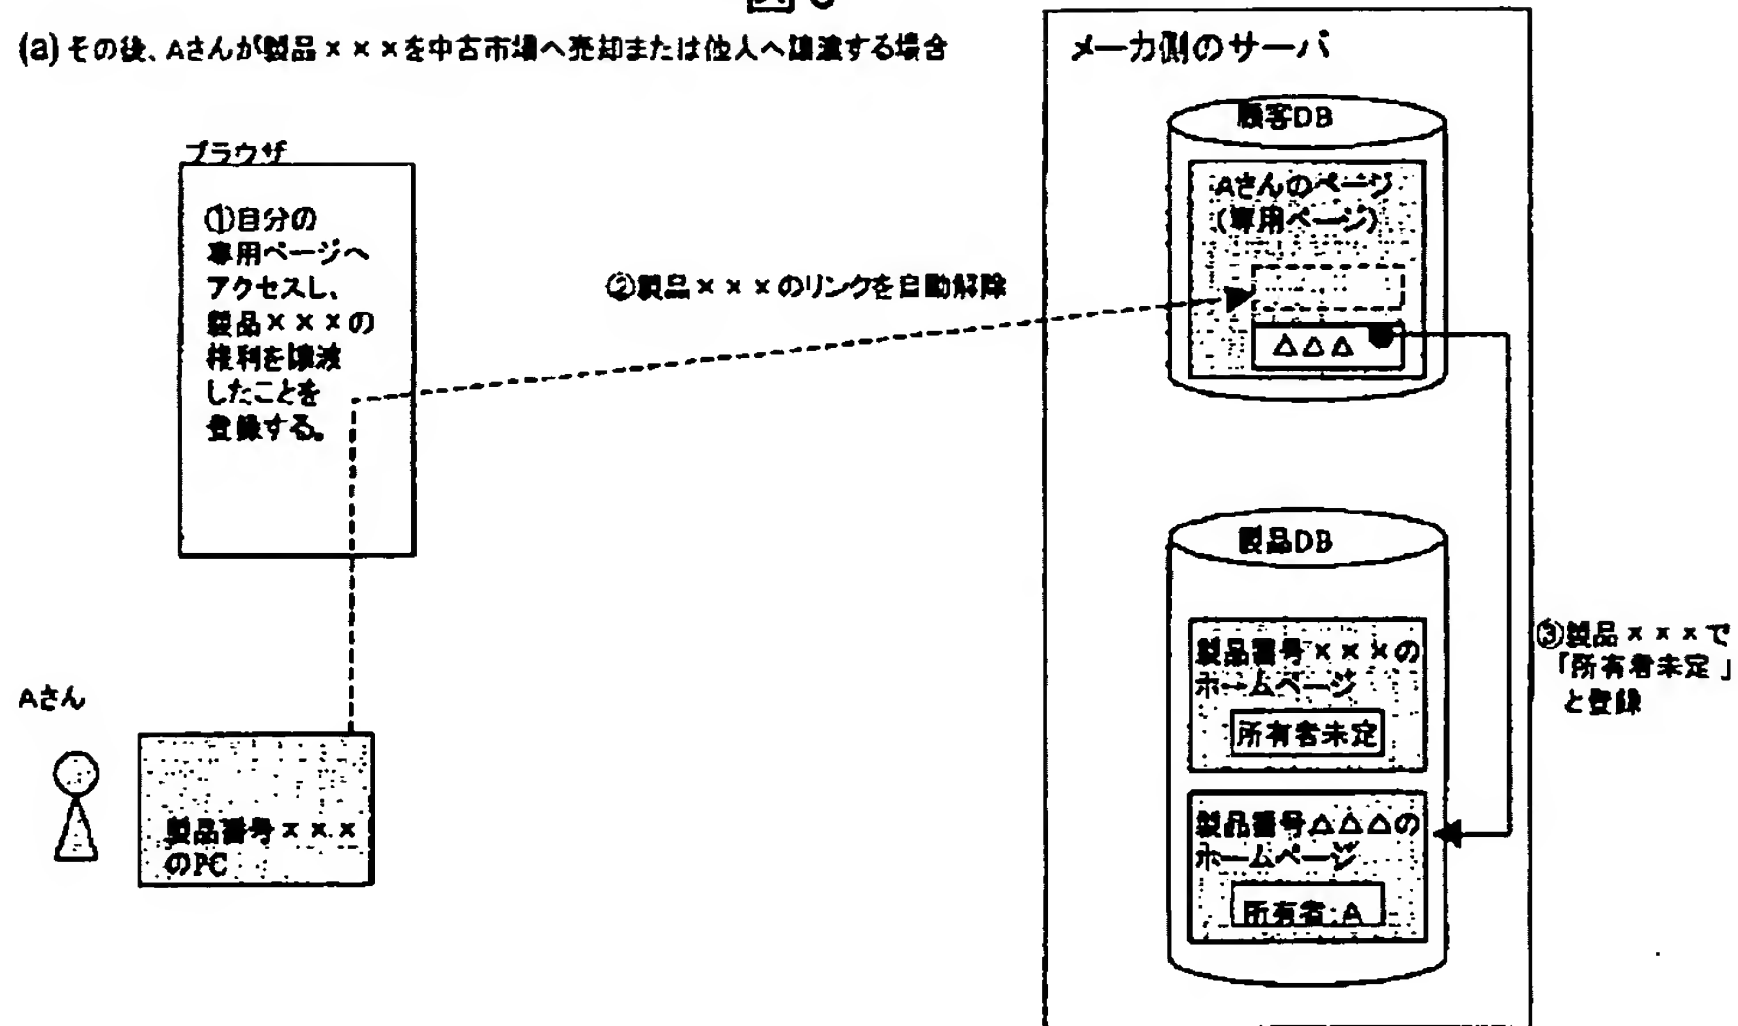 (a) その後、Aさんが製品×××を中古市場へ売却または他人へ譲渡する場合
メーカ側のサーバ
顧客DB
Aさんのページ
(専用ページ)
△△△
ブラウザ
①自分の
専用ページへ
アクセスし、
製品×××の
権利を譲渡
したことを
登録する。
②製品×××のリンクを自動解除
製品DB
製品番号×××の
ホームページ
所有者未定
製品番号△△△の
ホームページ
所有者:A
③製品×××で
「所有者未定」
と登録
Aさん
製品番号×××
のPC